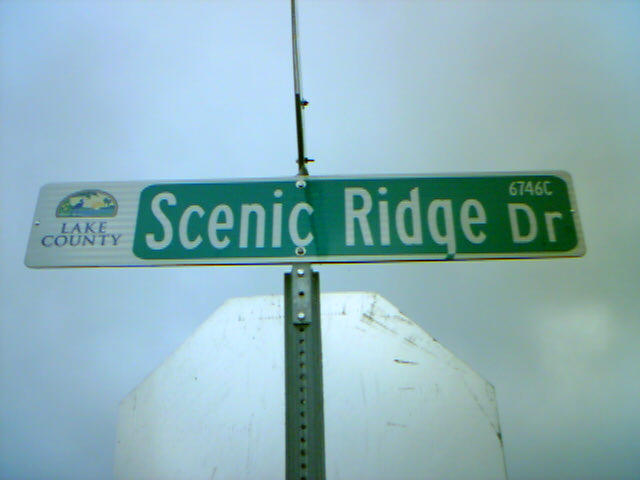 LAKE
COUNTY
Scenic Ridge Dr
6746C